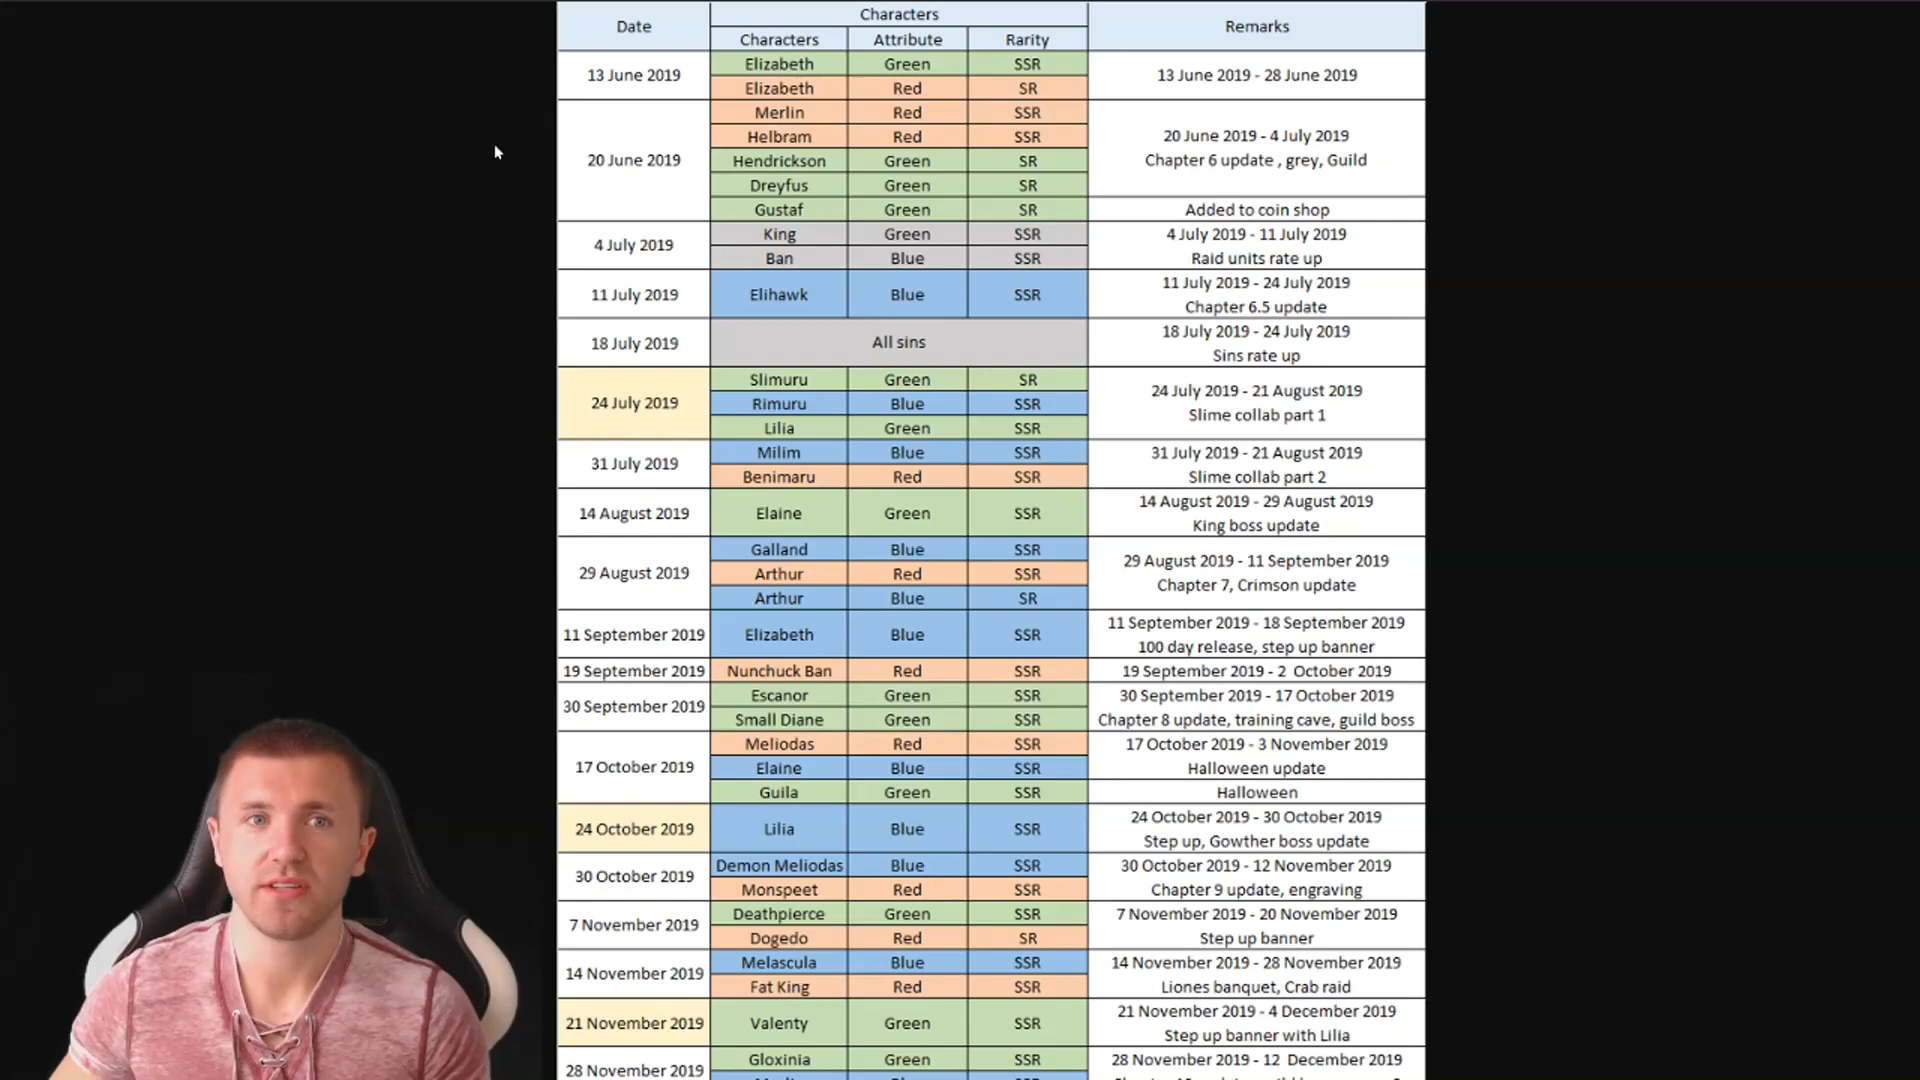 Date Characters Remarks
Characters Attribute Rarity
13 June 2019 Elizabeth Green SSR 13 June 2019 - 28 June 2019
Elizabeth Red SR
20 June 2019 Merlin Red SSR 20 June 2019 - 4 July 2019
Helbram Red SSR Chapter 6 update , grey, Guild
Hendrickson Green SR
Dreyfus Green SR
Gustaf Green SR Added to coin shop
4 July 2019 King Green SSR 4 July 2019 - 11 July 2019
Ban Blue SSR Raid units rate up
11 July 2019 Elihawk Blue SSR 11 July 2019 - 24 July 2019
Chapter 6.5 update
18 July 2019 All sins 18 July 2019 - 24 July 2019
Sins rate up
24 July 2019 Slimuru Green SR 24 July 2019 - 21 August 2019
Rimuru Blue SSR Slime collab part 1
Lilia Green SSR
31 July 2019 Milim Blue SSR 31 July 2019 - 21 August 2019
Benimaru Red SSR Slime collab part 2
14 August 2019 Elaine Green SSR 14 August 2019 - 29 August 2019
King boss update
29 August 2019 Galland Blue SSR 29 August 2019 - 11 September 2019
Arthur Red SSR Chapter 7, Crimson update
Arthur Blue SR
11 September 2019 Elizabeth Blue SSR 11 September 2019 - 18 September 2019
100 day release, step up banner
19 September 2019 Nunchuck Ban Red SSR 19 September 2019 - 2 October 2019
30 September 2019 Escanor Green SSR 30 September 2019 - 17 October 2019
Small Diane Green SSR Chapter 8 update, training cave, guild boss
17 October 2019 Meliodas Red SSR 17 October 2019 - 3 November 2019
Elaine Blue SSR Halloween update
Guila Green SSR Halloween
24 October 2019 Lilia Blue SSR 24 October 2019 - 30 October 2019
Step up, Gowther boss update
30 October 2019 Demon Meliodas Blue SSR 30 October 2019 - 12 November 2019
Monspeet Red SSR Chapter 9 update, engraving
7 November 2019 Deathpierce Green SSR 7 November 2019 - 20 November 2019
Dogedo Red SR Step up banner
14 November 2019 Melascula Blue SSR 14 November 2019 - 28 November 2019
Fat King Red SSR Liones banquet, Crab raid
21 November 2019 Valenty Green SSR 21 November 2019 - 4 December 2019
Step up banner with Lilia
28 November 2019 Gloxinia Green SSR 28 November 2019 - 12 December 2019